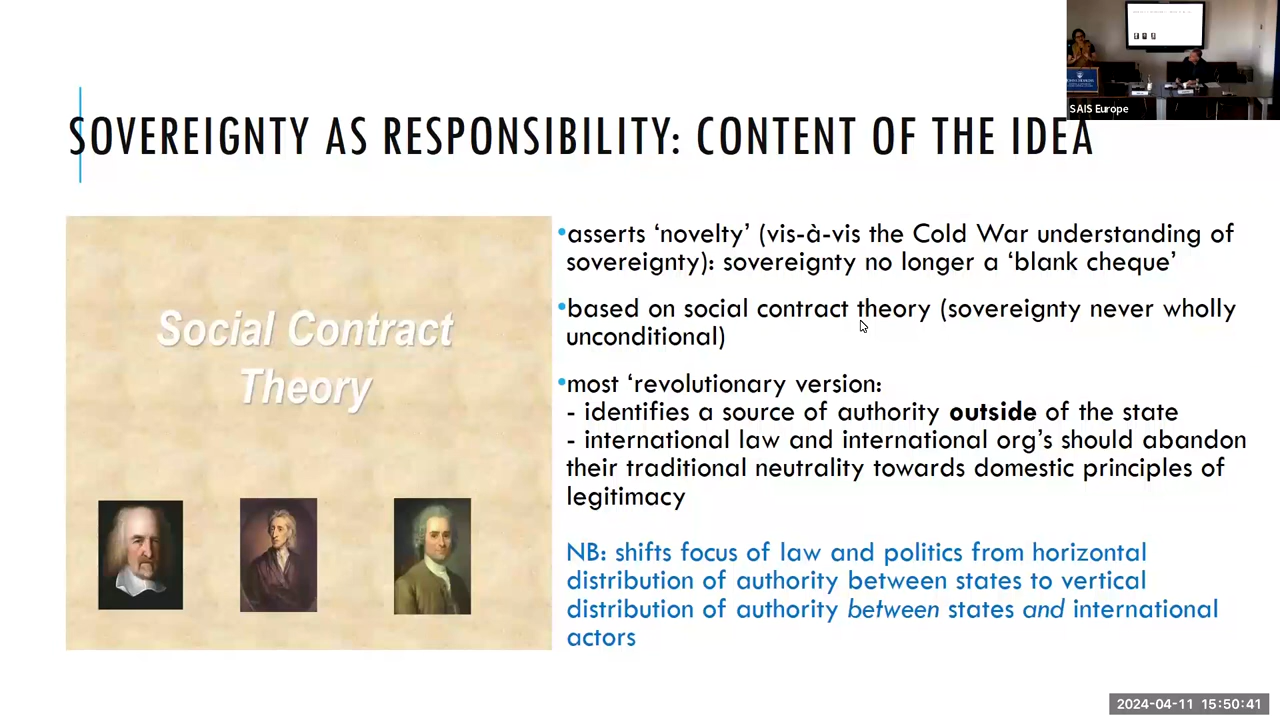 SAIS Europe
SOVEREIGNTY AS RESPONSIBILITY: CONTENT OF THE IDEA
Social Contract
Theory
•asserts ‘novelty’ (vis-à-vis the Cold War understanding of
sovereignty): sovereignty no longer a ‘blank cheque’
•based on social contract theory (sovereignty never wholly
unconditional)
•most ‘revolutionary version:
- identifies a source of authority outside of the state
- international law and international org’s should abandon
their traditional neutrality towards domestic principles of
legitimacy
NB: shifts focus of law and politics from horizontal
distribution of authority between states to vertical
distribution of authority between states and international
actors
2024-04-11 15:50:41